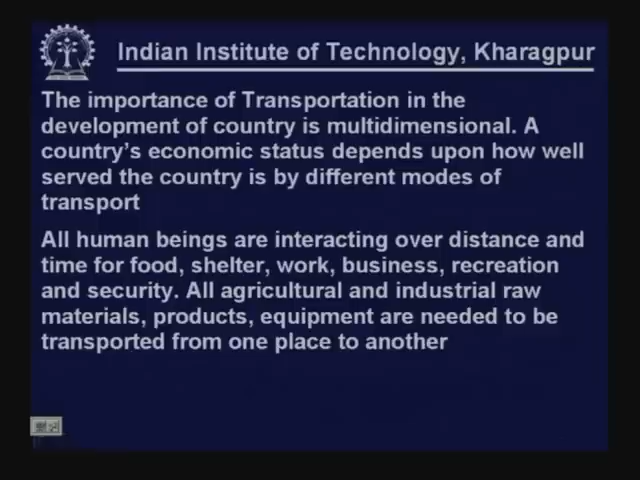 Indian Institute of Technology, Kharagpur
The importance of Transportation in the
development of country is multidimensional. A
country's economic status depends upon how well
served the country is by different modes of
transport
All human beings are interacting over distance and
time for food, shelter, work, business, recreation
and security. All agricultural and industrial raw
materials, products, equipment are needed to be
transported from one place to another